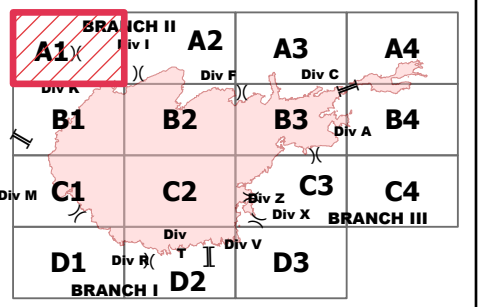 BRANCH II
A1
Div I
A2
A3
A4
Div K
Div F
Div C
B1
B2
B3
B4
Div A
Div M
C1
C2
Div Z
C3
C4
Div X
BRANCH III
Div
T
Div V
D1
Div R
D2
D3
BRANCH I